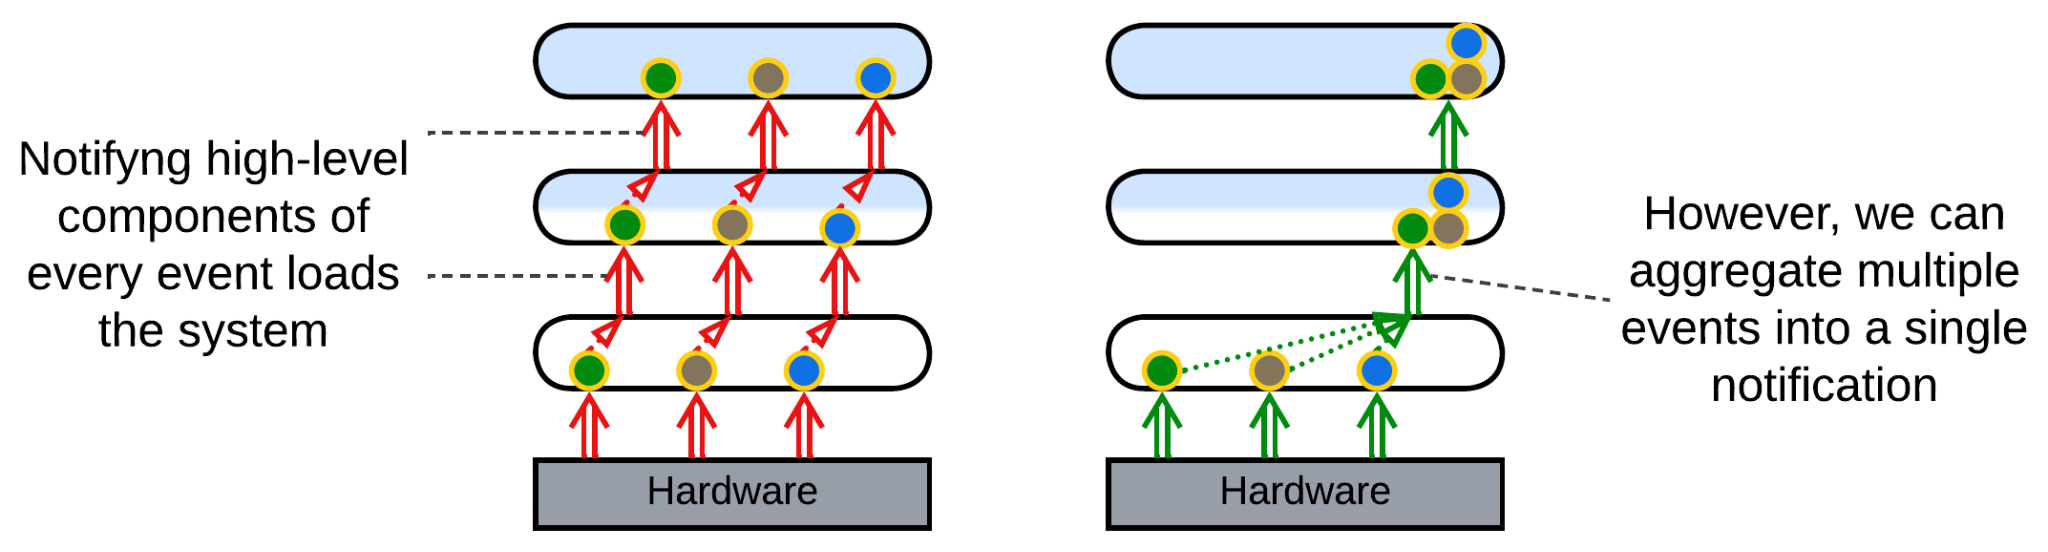 Notifyng high-level
components of
every event loads
the system
Hardware
Hardware
However, we can
aggregate multiple
events into a single
notification